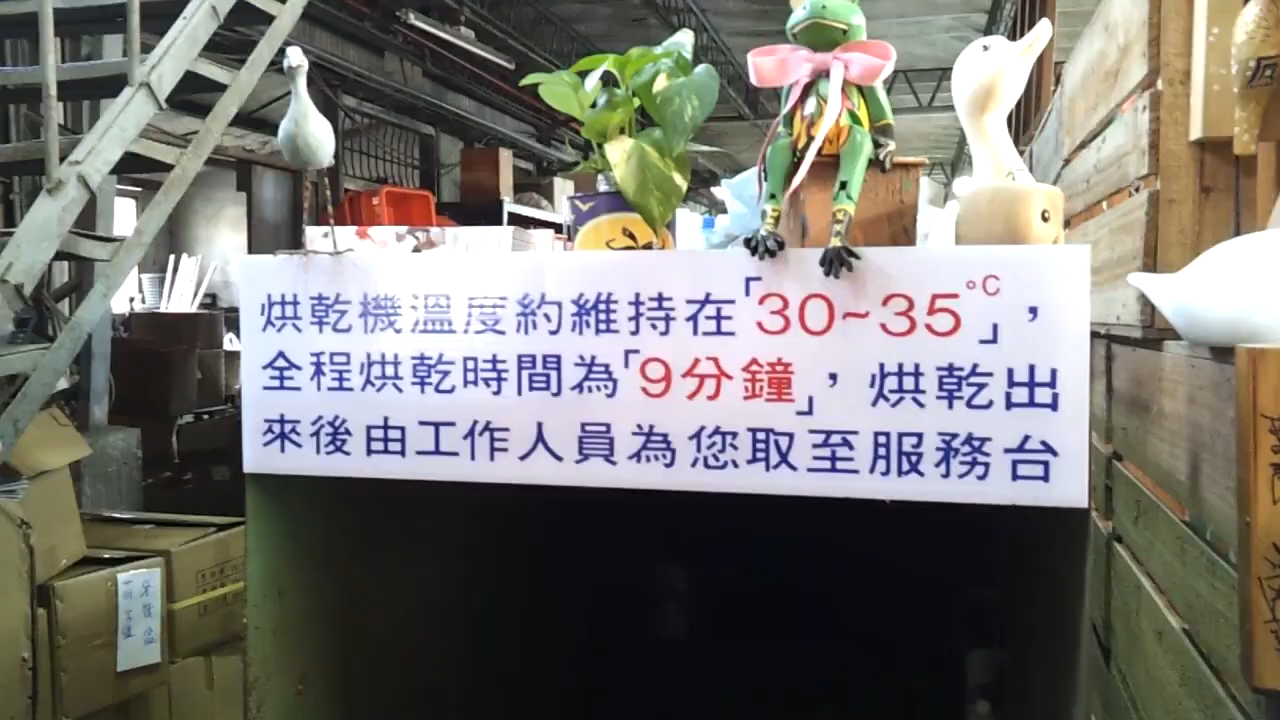 烘乾機溫度約維持在「30~35°C」，
全程烘乾時間為「9分鐘」，烘乾出
來後由工作人員為您取至服務台